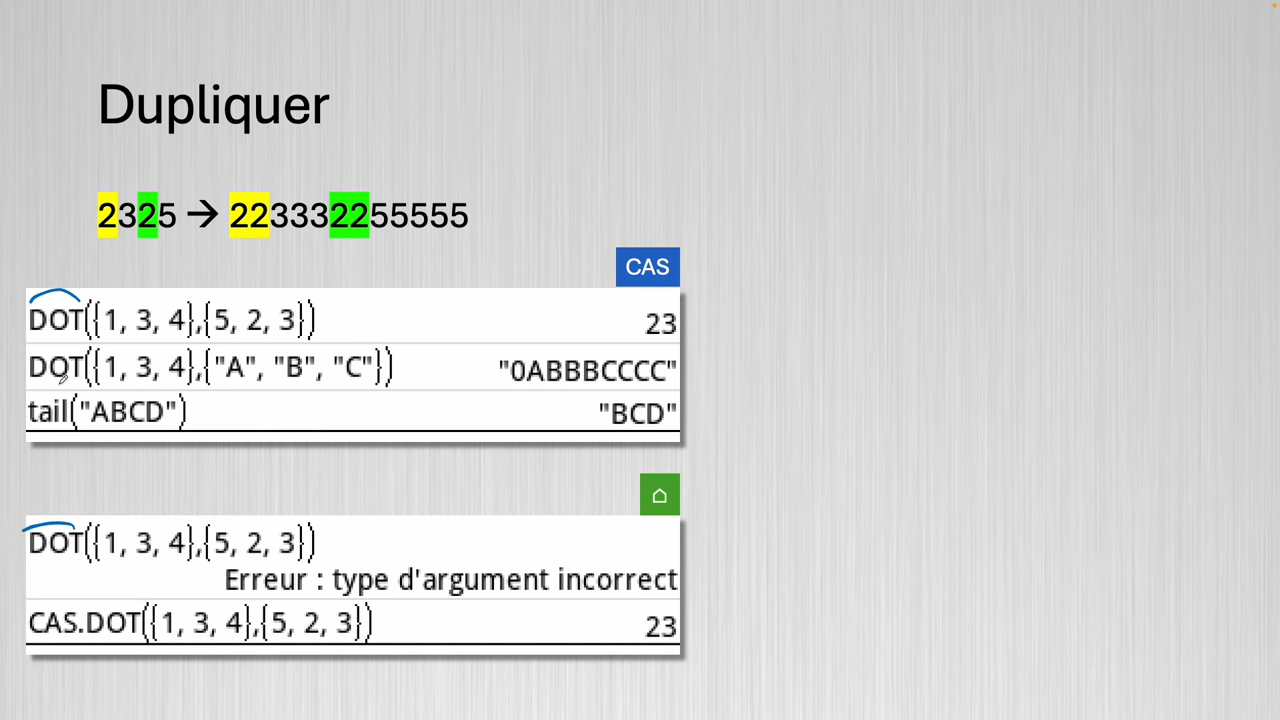 Dupliquer
2325 → 223332255555
CAS
DOT({1, 3, 4},{5, 2, 3}) 23
DOT({1, 3, 4},{"A", "B", "C"}) "0ABBBCCCC"
tail("ABCD") "BCD"
DOT({1, 3, 4},{5, 2, 3})
Erreur : type d'argument incorrect
CAS.DOT({1, 3, 4},{5, 2, 3}) 23